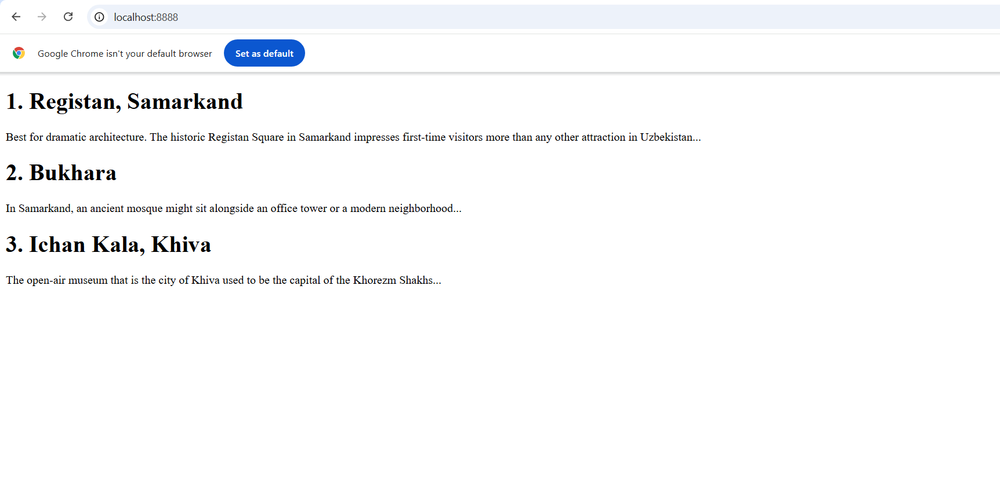 localhost:8888
Google Chrome isn't your default browser
Set as default
1. Registan, Samarkand
Best for dramatic architecture. The historic Registan Square in Samarkand impresses first-time visitors more than any other attraction in Uzbekistan...
2. Bukhara
In Samarkand, an ancient mosque might sit alongside an office tower or a modern neighborhood...
3. Ichan Kala, Khiva
The open-air museum that is the city of Khiva used to be the capital of the Khorezm Shakhs...